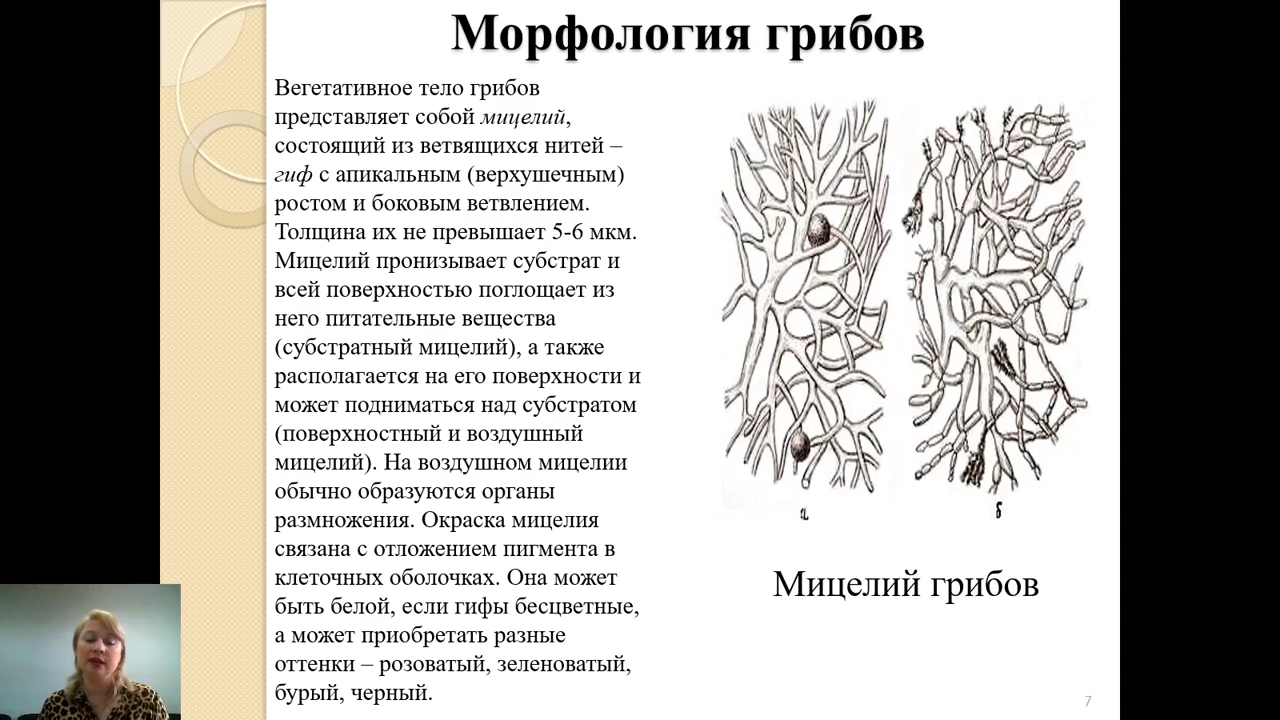 Морфология грибов
Вегетативное тело грибов
представляет собой мицелий,
состоящий из ветвящихся нитей –
гиф с апикальным (верхушечным)
ростом и боковым ветвлением.
Толщина их не превышает 5-6 мкм.
Мицелий пронизывает субстрат и
всей поверхностью поглощает из
него питательные вещества
(субстратный мицелий), а также
располагается на его поверхности и
может подниматься над субстратом
(поверхностный и воздушный
мицелий). На воздушном мицелии
обычно образуются органы
размножения. Окраска мицелия
связана с отложением пигмента в
клеточных оболочках. Она может
быть белой, если гифы бесцветные,
а может приобретать разные
оттенки – розоватый, зеленоватый,
бурый, черный.
а
б
Мицелий грибов
7